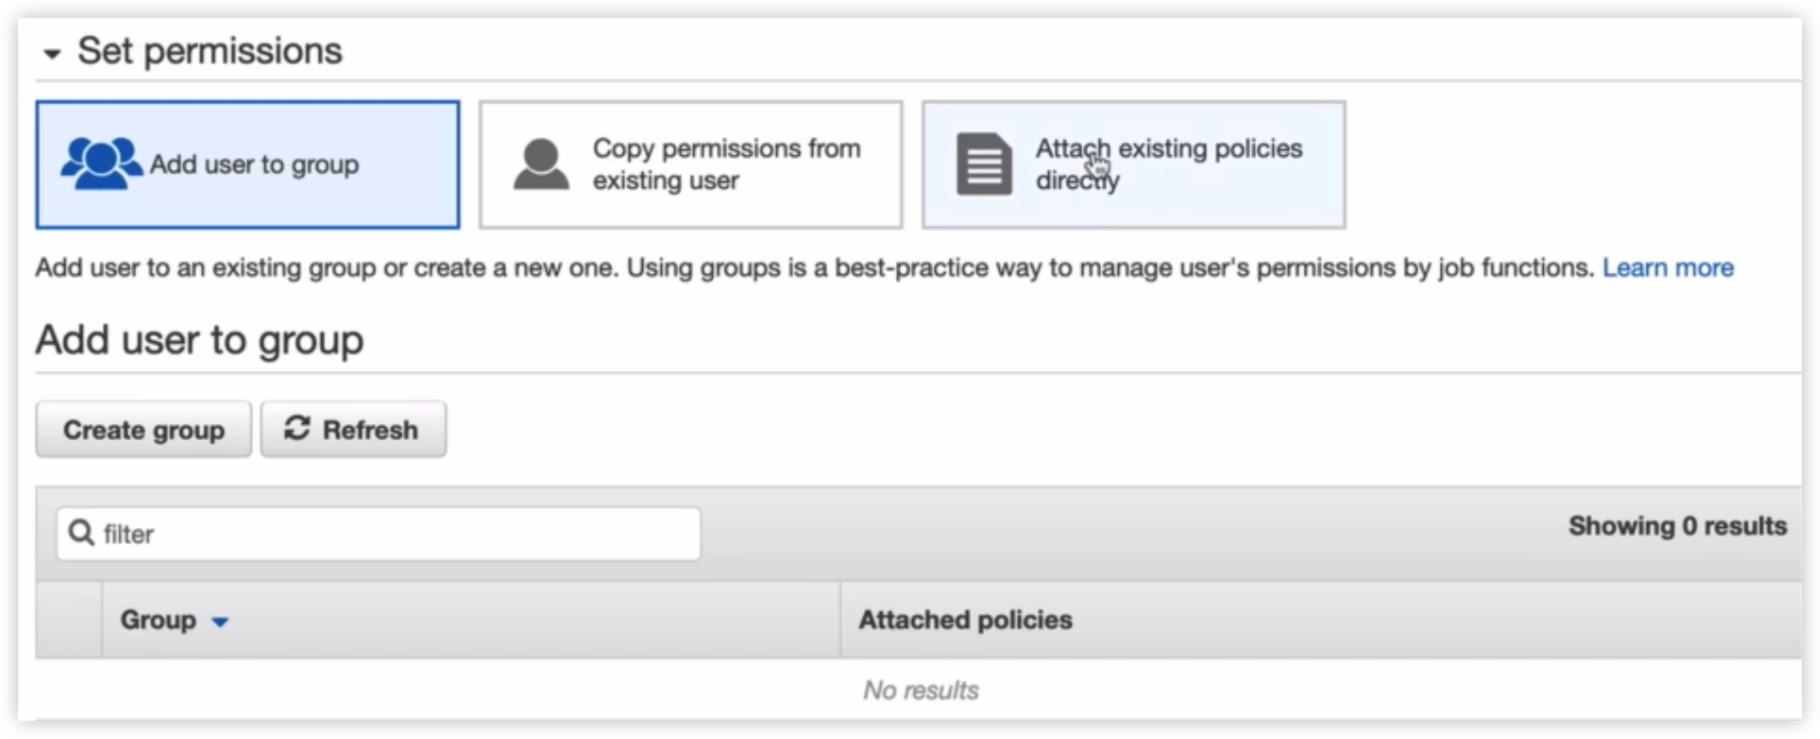 Set permissions
Add user to group
Copy permissions from
existing user
Attach existing policies
directly
Add user to an existing group or create a new one. Using groups is a best-practice way to manage user's permissions by job functions. Learn more
Add user to group
Create group
Refresh
filter
Showing 0 results
Group
Attached policies
No results